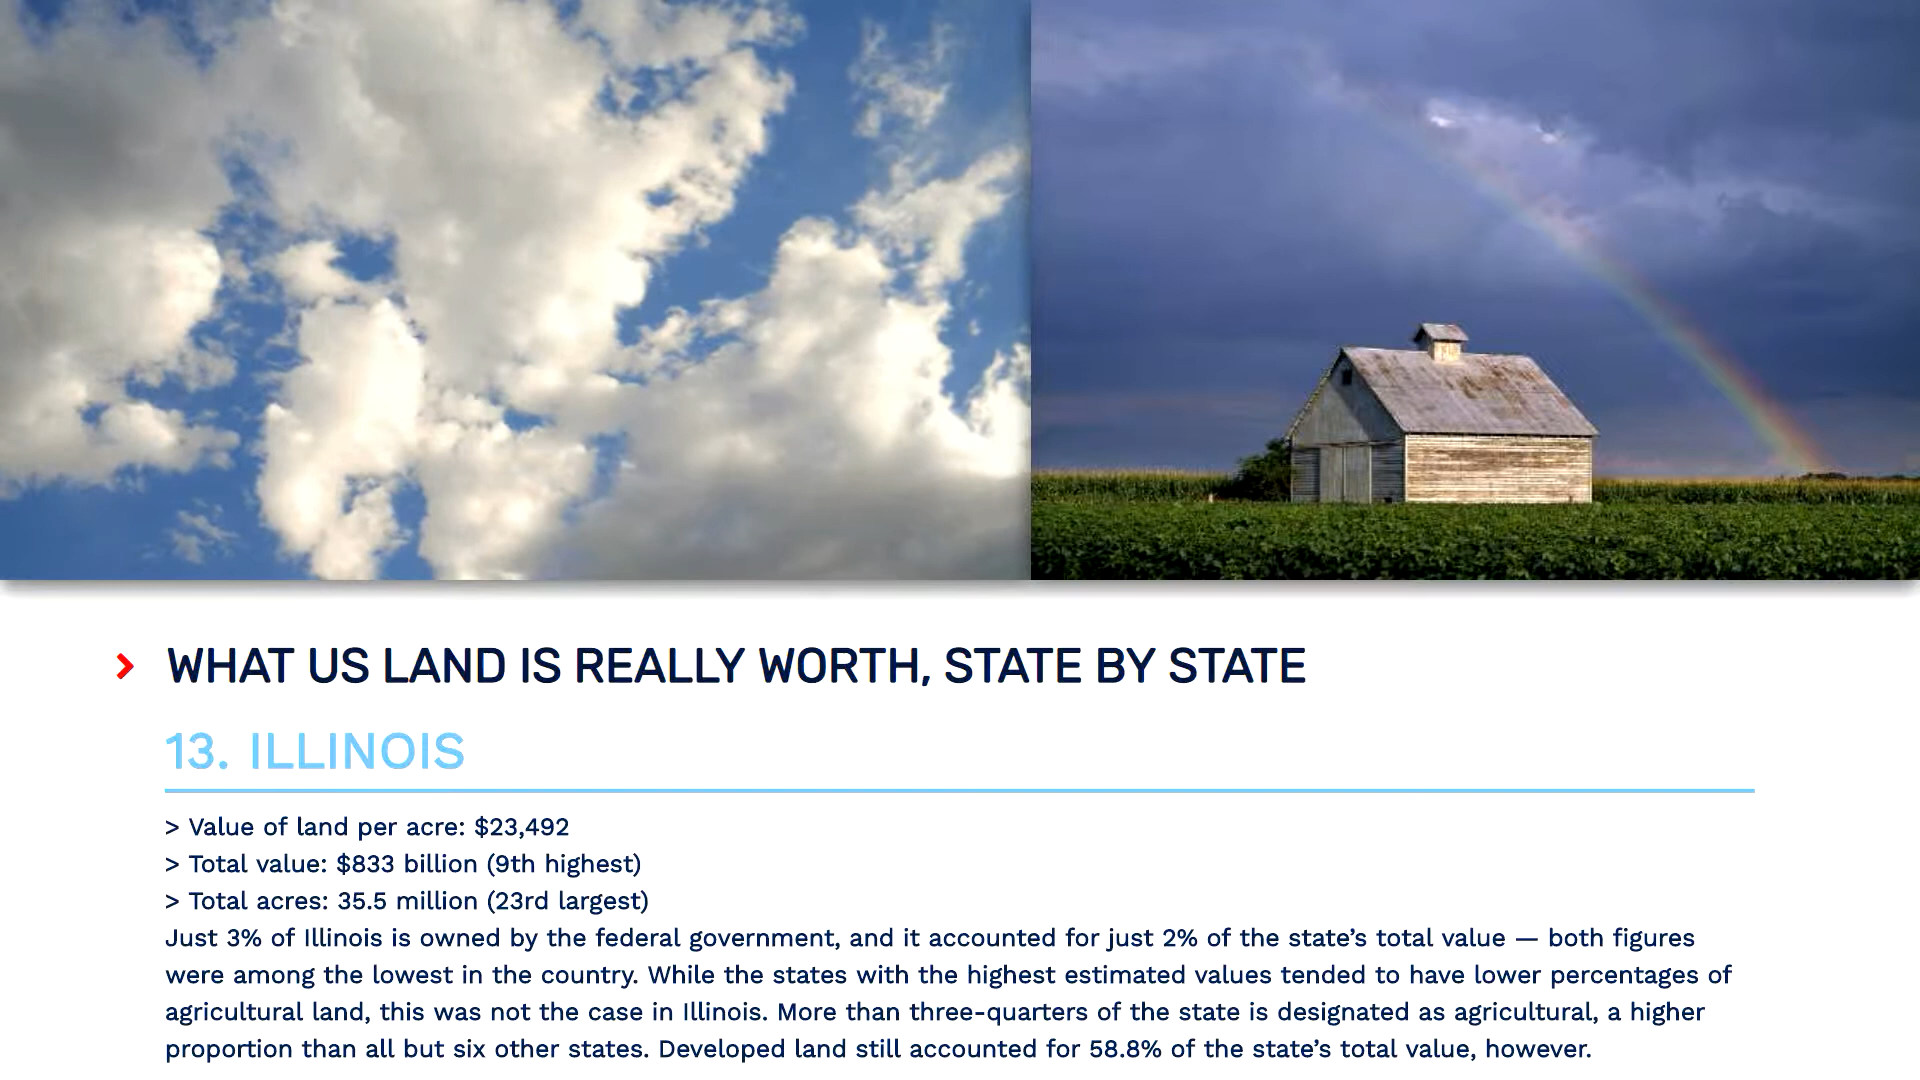 WHAT US LAND IS REALLY WORTH, STATE BY STATE
13. ILLINOIS
> Value of land per acre: $23,492
> Total value: $833 billion (9th highest)
> Total acres: 35.5 million (23rd largest)
Just 3% of Illinois is owned by the federal government, and it accounted for just 2% of the state’s total value — both figures
were among the lowest in the country. While the states with the highest estimated values tended to have lower percentages of
agricultural land, this was not the case in Illinois. More than three-quarters of the state is designated as agricultural, a higher
proportion than all but six other states. Developed land still accounted for 58.8% of the state’s total value, however.